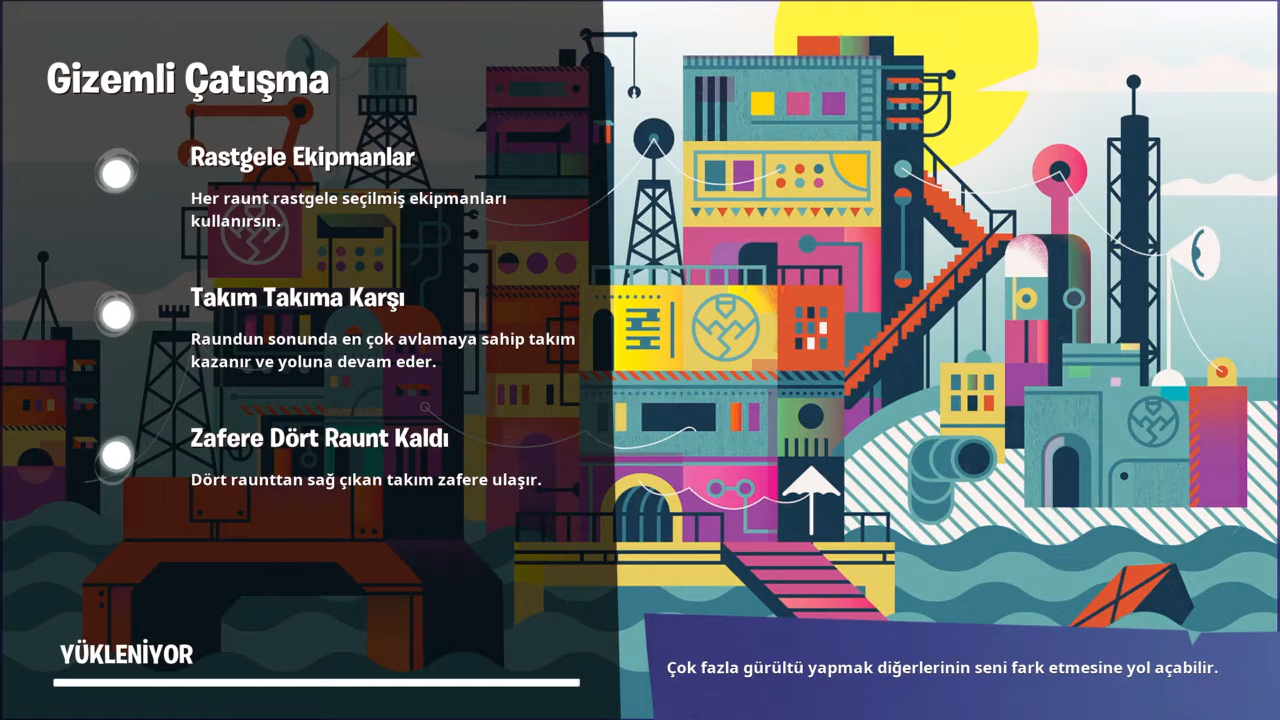 Gizemli Çatışma
Rastgele Ekipmanlar
Her raunt rastgele seçilmiş ekipmanları
kullanırsın.
Takım Takıma Karşı
Raundun sonunda en çok avlamaya sahip takım
kazanır ve yoluna devam eder.
Zafere Dört Raunt Kaldı
Dört raunttan sağ çıkan takım zafere ulaşır.
YÜKLENİYOR
Çok fazla gürültü yapmak diğerlerinin seni fark etmesine yol açabilir.